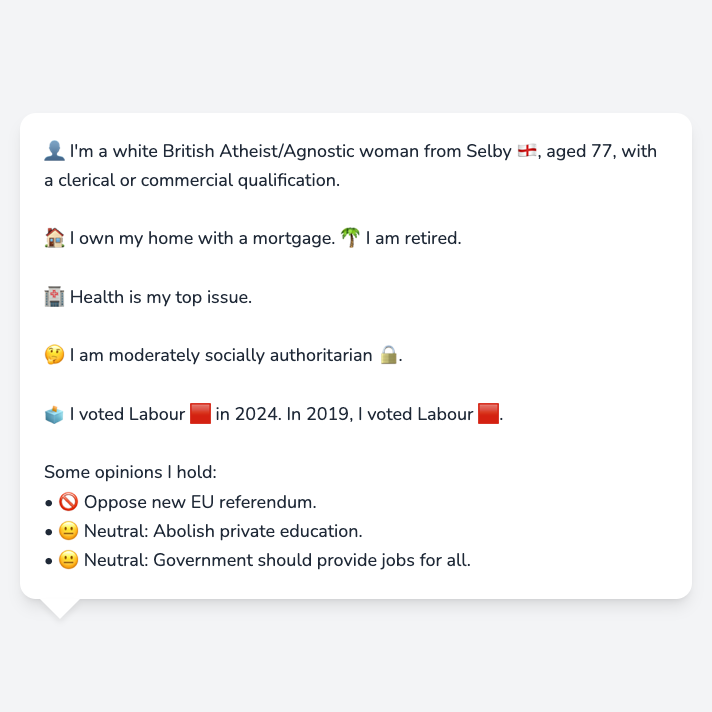 👤 I'm a white British Atheist/Agnostic woman from Selby 🏴󠁧󠁢󠁥󠁮󠁧󠁿, aged 77, with
a clerical or commercial qualification.
🏠 I own my home with a mortgage. 🌴 I am retired.
🏥 Health is my top issue.
🤔 I am moderately socially authoritarian 🔒.
🗳️ I voted Labour 🟥 in 2024. In 2019, I voted Labour 🟥.
Some opinions I hold:
• 🚫 Oppose new EU referendum.
• 😐 Neutral: Abolish private education.
• 😐 Neutral: Government should provide jobs for all.